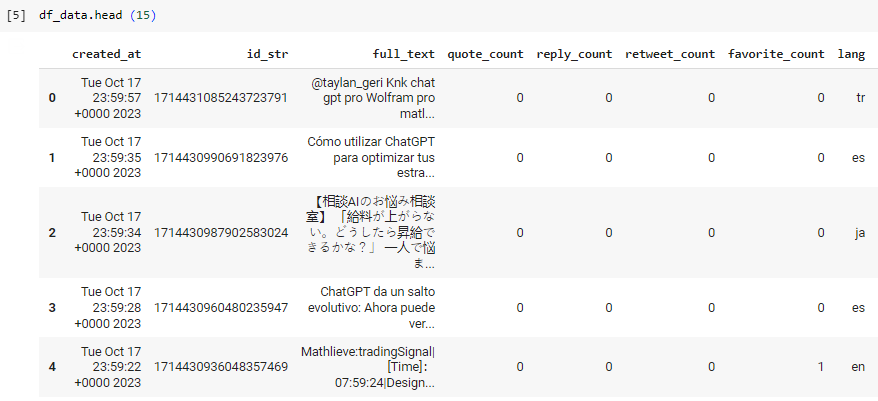 [5] df_data.head (15)
created_at id_str full_text quote_count reply_count retweet_count favorite_count lang
Tue Oct 17 @taylan_geri Knk chat
0 23:59:57 1714431085243723791 gpt pro Wolfram pro 0 0 0 0 tr
+0000 2023 matl...
Tue Oct 17 Cómo utilizar ChatGPT
1 23:59:35 1714430990691823976 para optimizar tus 0 0 0 0 es
+0000 2023 estra...
【相談AIのお悩み相談
Tue Oct 17 室】「給料が上がらな
2 23:59:34 1714430987902583024 い。どうしたら昇給で 0 0 0 0 ja
+0000 2023 きるかな？」 一人で悩
ま...
Tue Oct 17 ChatGPT da un salto
3 23:59:28 1714430960480235947 evolutivo: Ahora puede 0 0 0 0 es
+0000 2023 ver...
Tue Oct 17 Mathlieve:tradingSignal|
4 23:59:22 1714430936048357469 [Time]: 0 0 0 1 en
+0000 2023 07:59:24|Design...